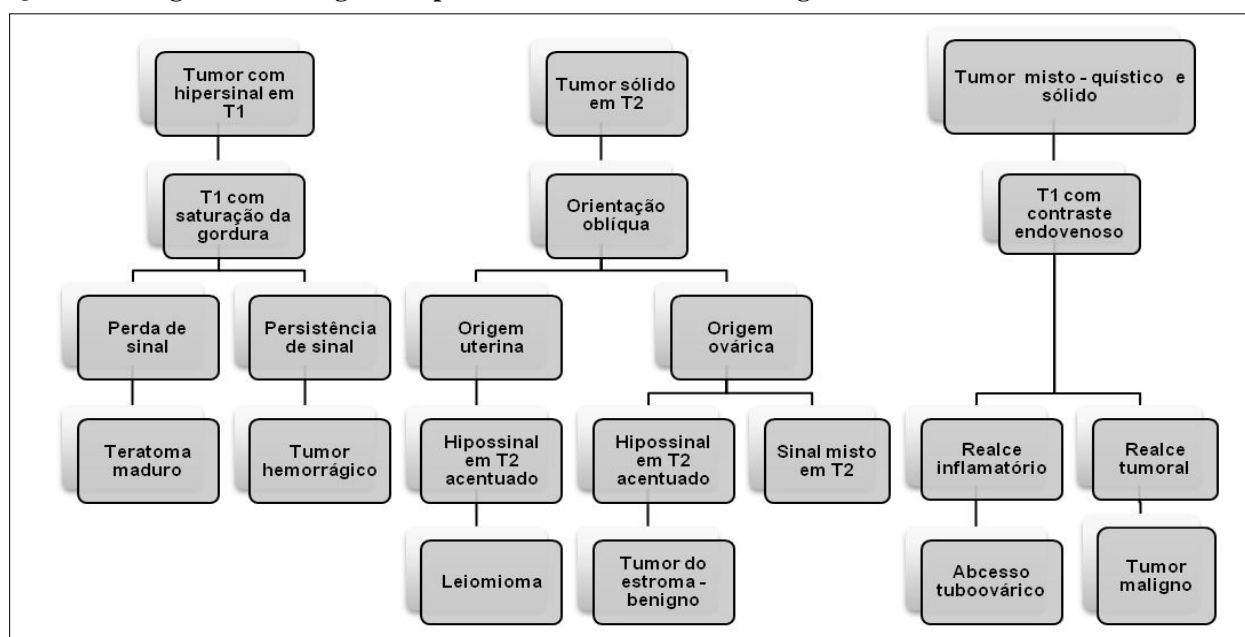 Tumor com
hipersinal em
T1
Tumor sólido
em T2
Tumor misto - quístico e
sólido
T1 com
saturação da
gordura
Orientação
oblíqua
T1 com
contraste
endovenoso
Perda de
sinal
Persistência
de sinal
Origem
uterina
Origem
ovárica
Teratoma
maduro
Tumor
hemorrágico
Hipossinal
em T2
acentuado
Hipossinal
em T2
acentuado
Sinal misto
em T2
Realce
inflamatório
Realce
tumoral
Leiomioma
Tumor do
estroma -
benigno
Abcesso
tuboovárico
Tumor
maligno